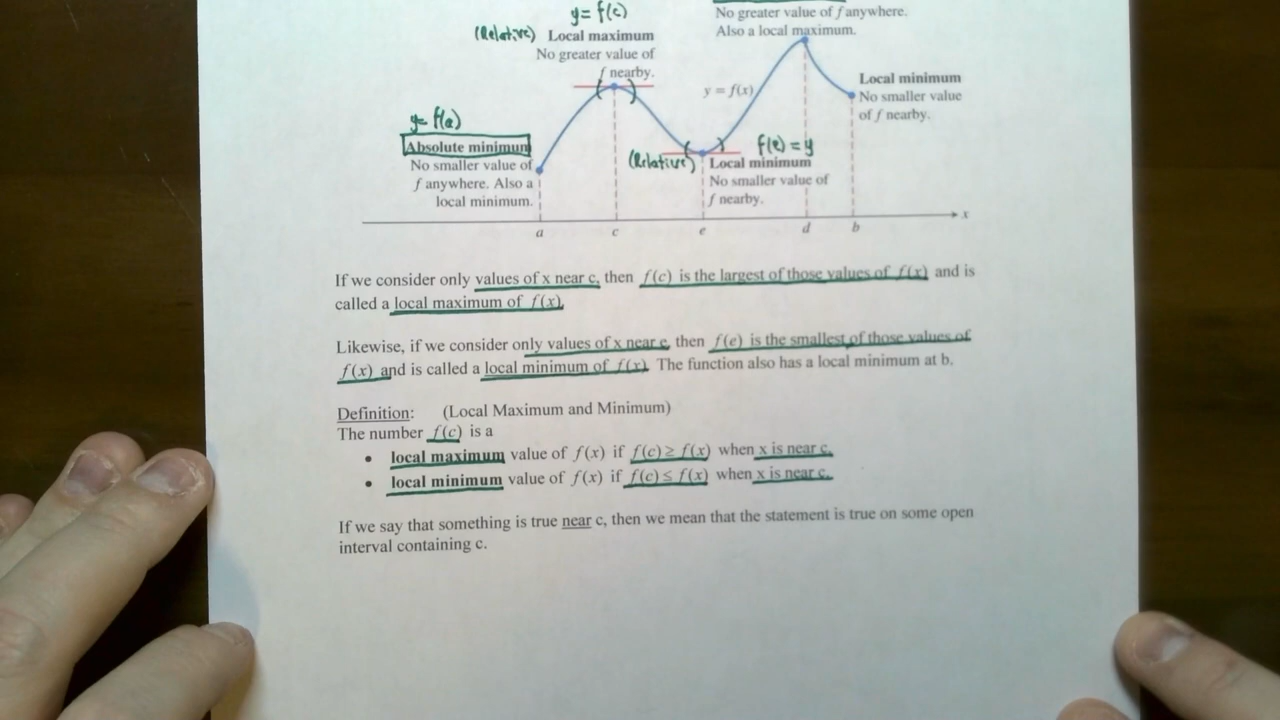 y = f(c)
No greater value of f anywhere.
(Relative) Local maximum
Also a local maximum.
No greater value of
f nearby.
y = f(x)
Local minimum
No smaller value
of f nearby.
y = f(a)
Absolute minimum
No smaller value of
f anywhere. Also a
local minimum.
f(e) = y
(Relative) Local minimum
No smaller value of
f nearby.
a c e d b x
If we consider only values of x near c, then f(c) is the largest of those values of f(x) and is
called a local maximum of f(x).
Likewise, if we consider only values of x near e, then f(e) is the smallest of those values of
f(x) and is called a local minimum of f(x). The function also has a local minimum at b.
Definition: (Local Maximum and Minimum)
The number f(c) is a
• local maximum value of f(x) if f(c) ≥ f(x) when x is near c.
• local minimum value of f(x) if f(c) ≤ f(x) when x is near c.
If we say that something is true near c, then we mean that the statement is true on some open
interval containing c.